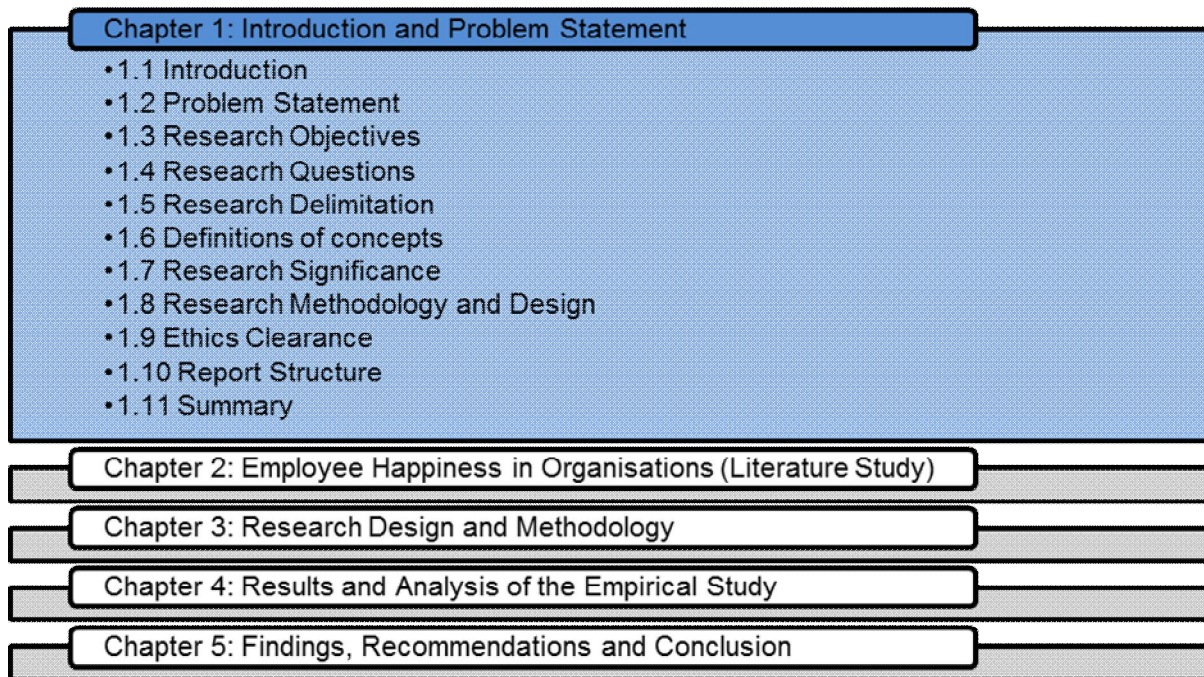 Chapter 1: Introduction and Problem Statement
•1.1 Introduction
•1.2 Problem Statement
•1.3 Research Objectives
•1.4 Reseacrh Questions
•1.5 Research Delimitation
•1.6 Definitions of concepts
•1.7 Research Significance
•1.8 Research Methodology and Design
•1.9 Ethics Clearance
•1.10 Report Structure
•1.11 Summary
Chapter 2: Employee Happiness in Organisations (Literature Study)
Chapter 3: Research Design and Methodology
Chapter 4: Results and Analysis of the Empirical Study
Chapter 5: Findings, Recommendations and Conclusion